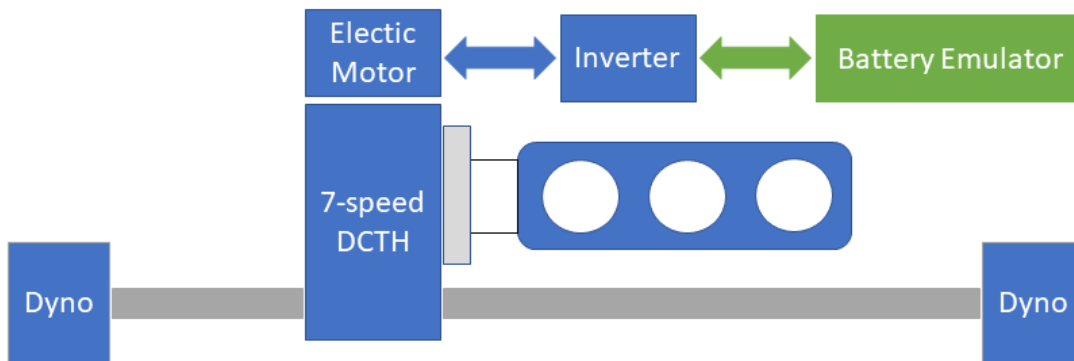 Electic
Motor
Inverter
Battery Emulator
7-speed
DCTH
Dyno
Dyno